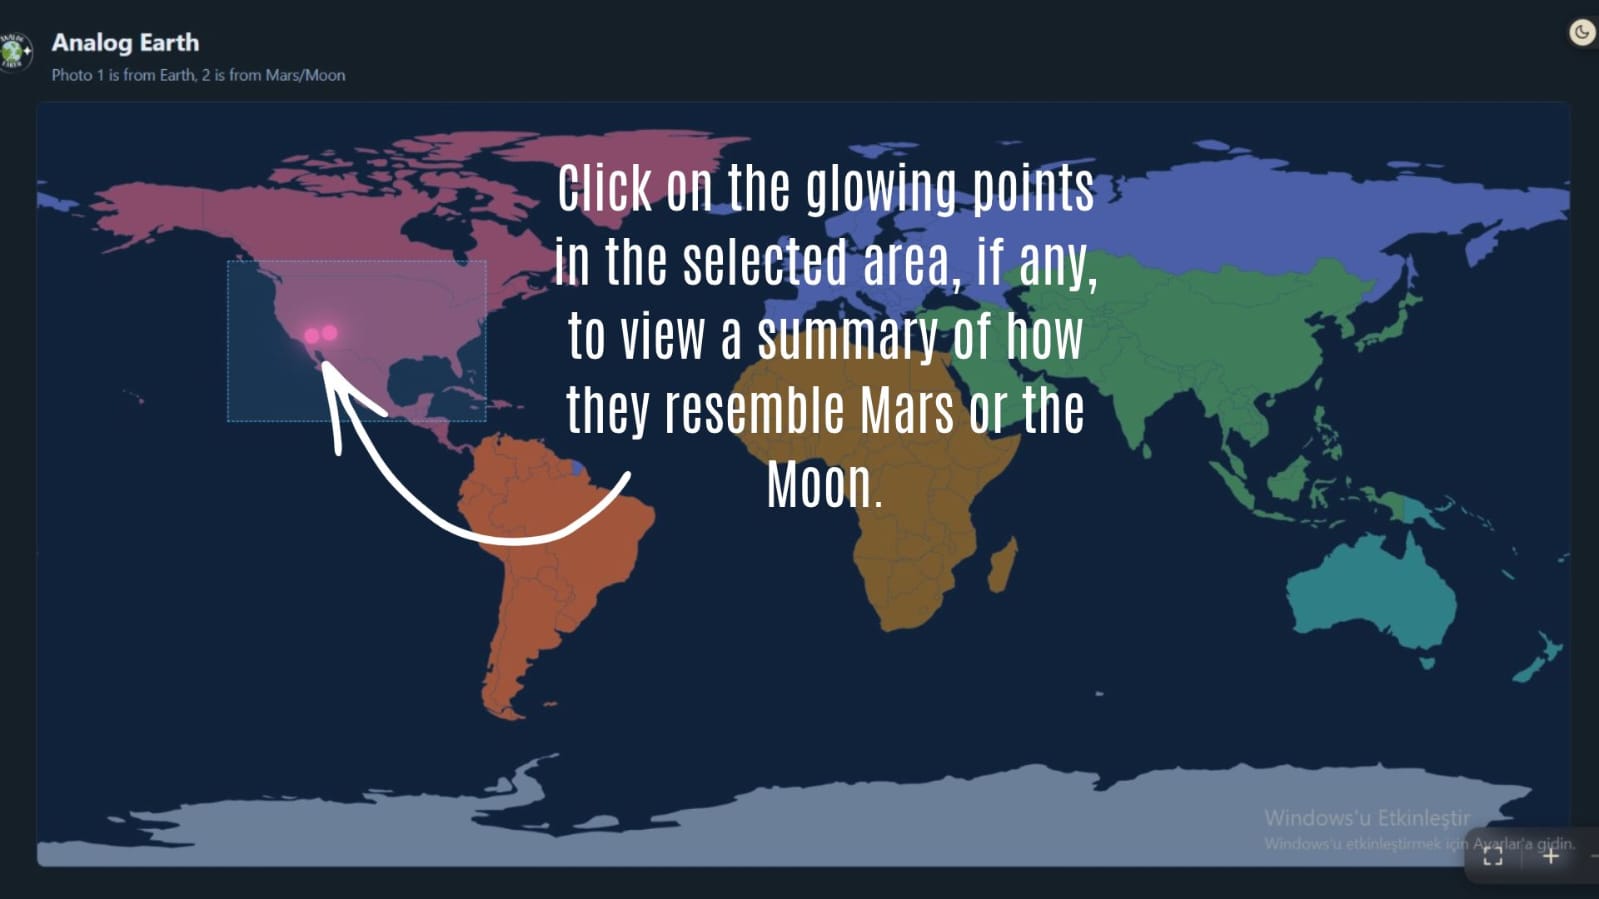 Analog Earth
Photo 1 is from Earth, 2 is from Mars/Moon
Click on the glowing points
in the selected area, if any,
to view a summary of how
they resemble Mars or the
Moon.
Windows'u Etkinleştir
Windows'u etkinleştirmek için Ayarlar'a gidin.